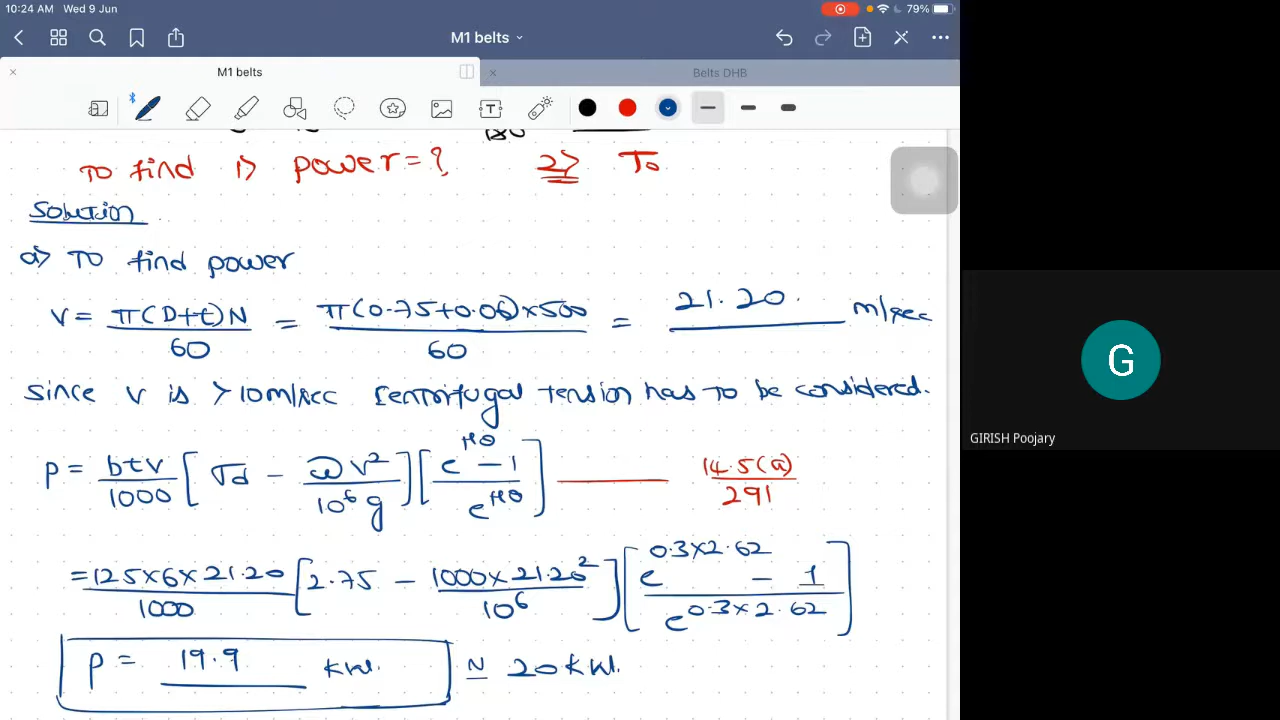 10:24 AM Wed 9 Jun
79%
M1 belts
M1 belts
Belts DHB
To find 1> power = ? 2> To
Solution
a> To find power
V = π(D+t)N / 60 = π(0.75+0.06)×500 / 60 = 21.20 m/sec
since v is >10m/sec centrifugal tension has to be considered.
P = btv / 1000 [ σd - ωv² / 10⁶g ] [ e^μθ - 1 / e^μθ ] 14.5(a) / 291
= 125×6×21.20 / 1000 [ 2.75 - 1000×21.20² / 10⁶ ] [ e^0.3×2.62 - 1 / e^0.3×2.62 ]
P = 19.9 kW. ≃ 20kW.
G
GIRISH Poojary